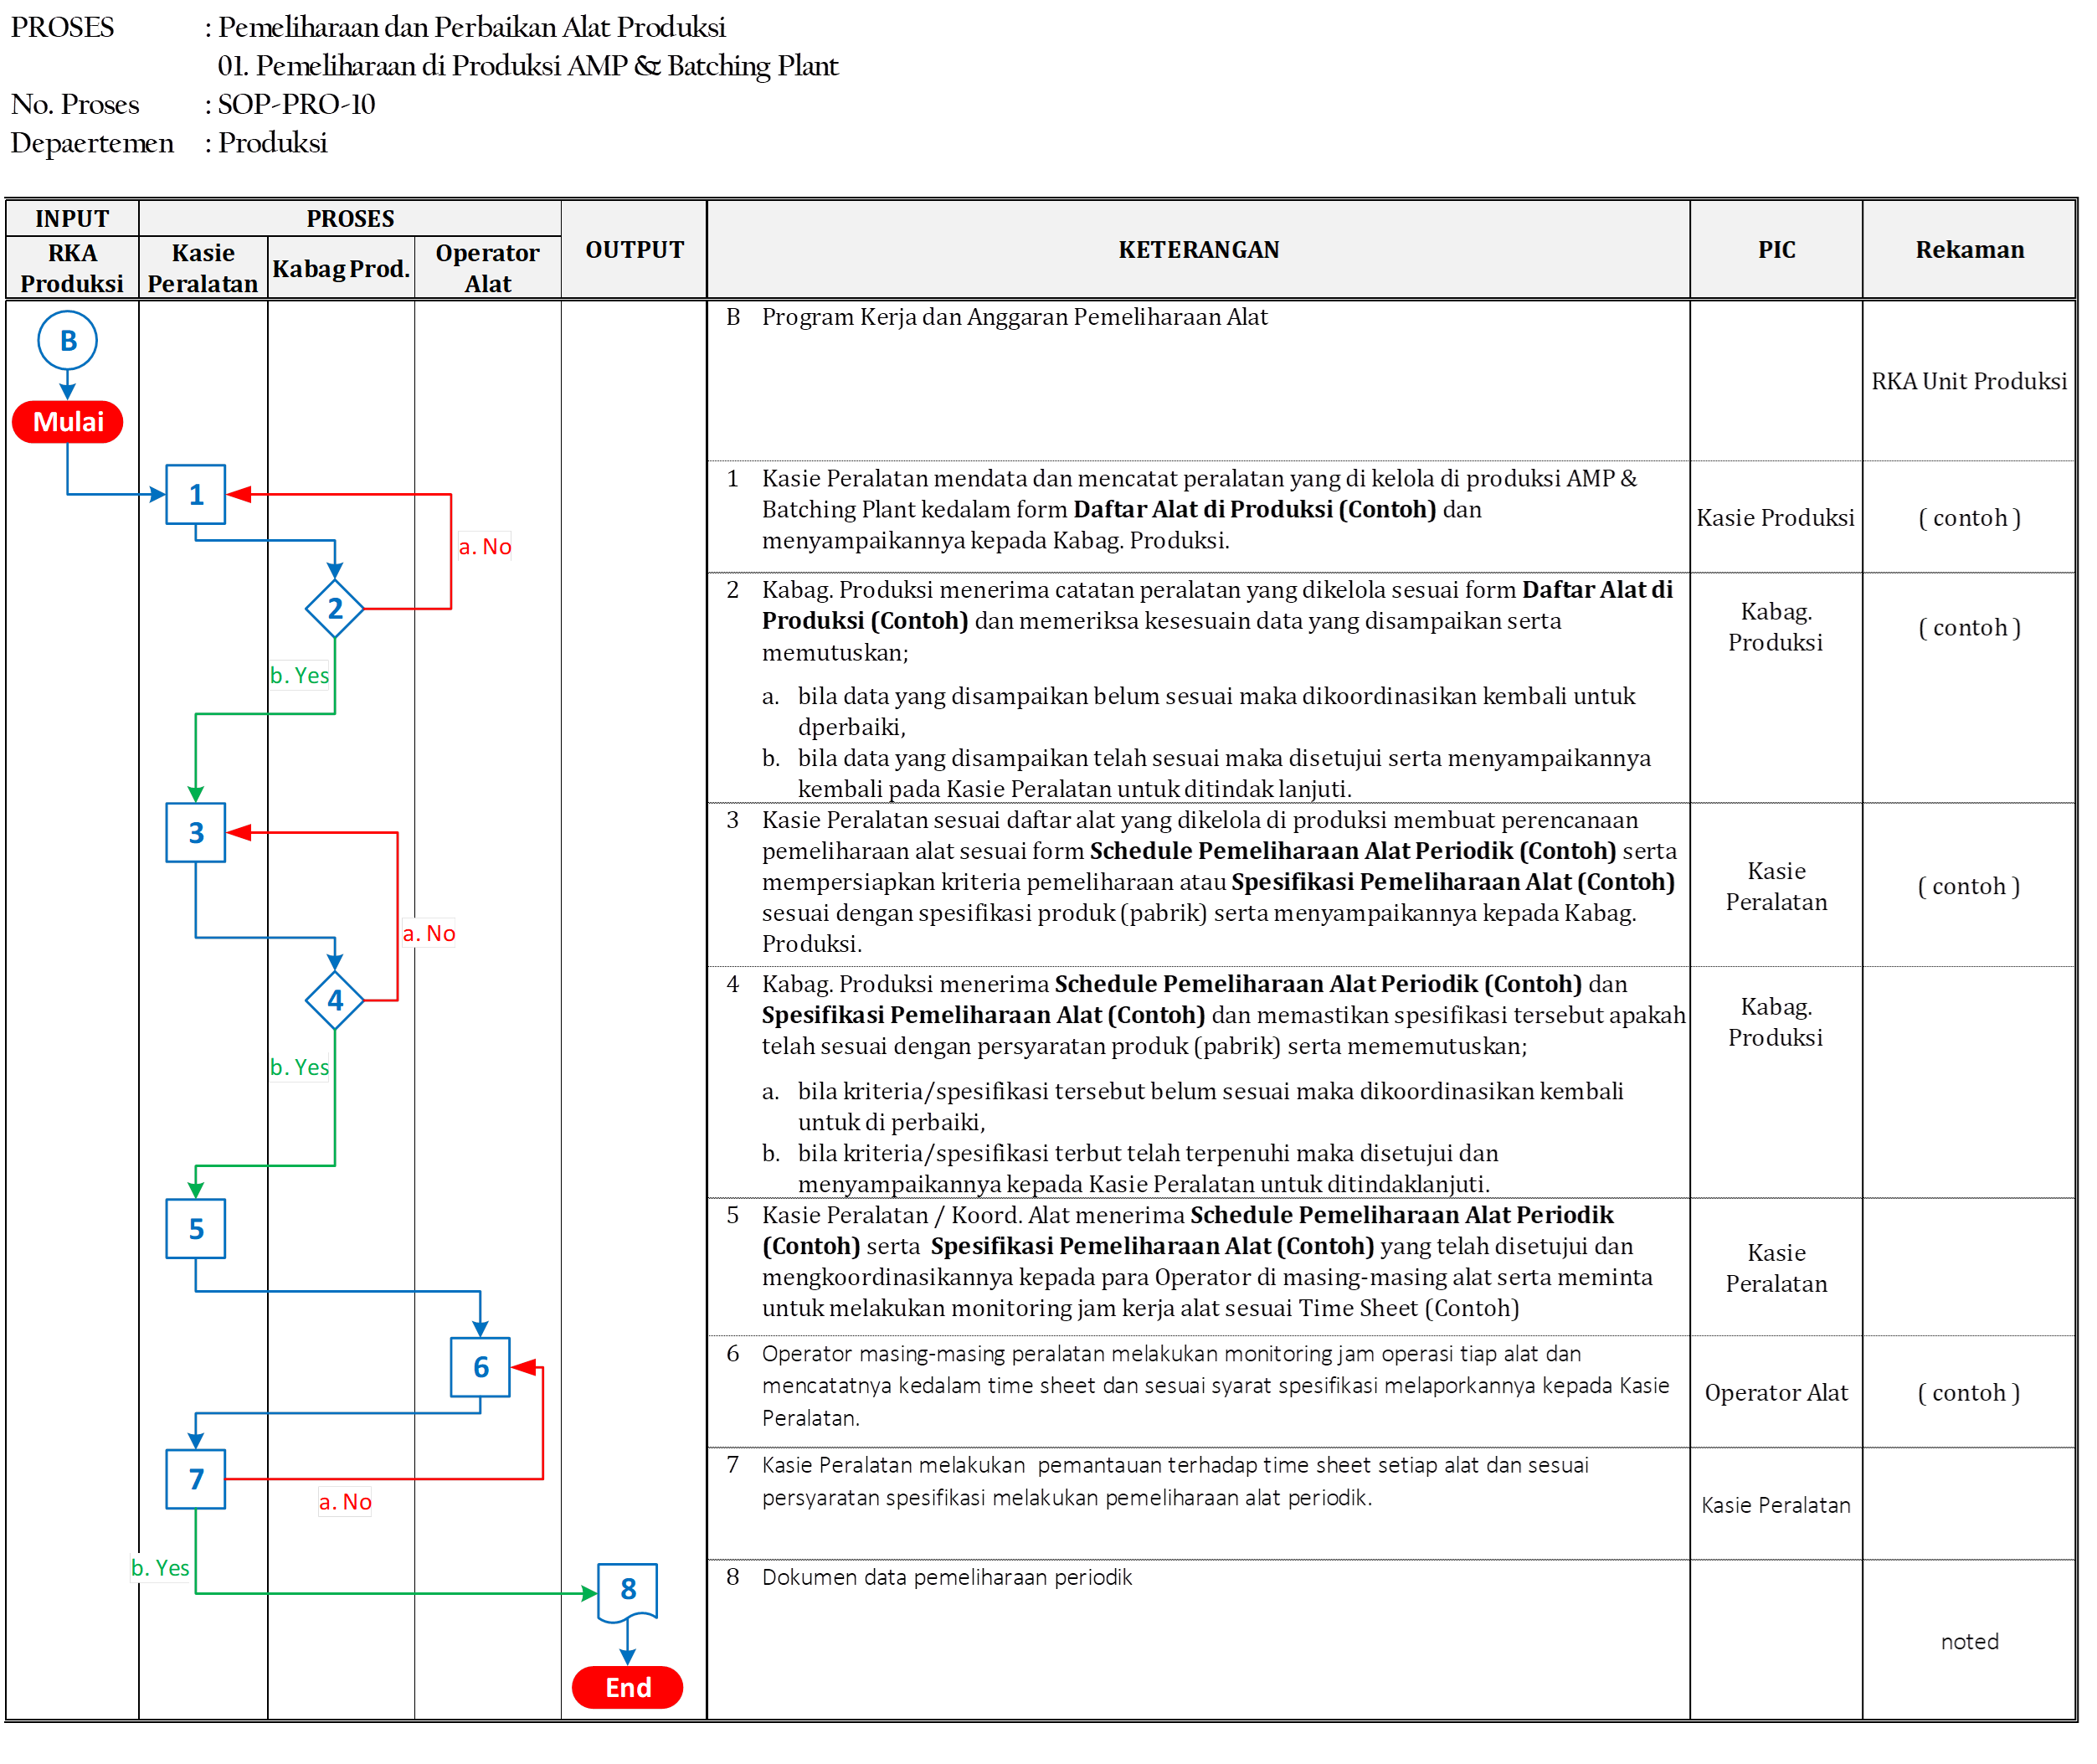 PROSES : Pemeliharaan dan Perbaikan Alat Produksi
01. Pemeliharaan di Produksi AMP & Batching Plant
No. Proses : SOP-PRO-10
Depaertemen : Produksi
INPUT PROSES OUTPUT KETERANGAN PIC Rekaman
RKA Produksi
Kasie Peralatan
Kabag Prod.
Operator Alat
B
Mulai
1
a. No
2
b. Yes
3
a. No
4
b. Yes
5
6
7
a. No
b. Yes
8
End
B Program Kerja dan Anggaran Pemeliharaan Alat
RKA Unit Produksi
1 Kasie Peralatan mendata dan mencatat peralatan yang di kelola di produksi AMP &
Batching Plant kedalam form Daftar Alat di Produksi (Contoh) dan
menyampaikannya kepada Kabag. Produksi.
Kasie Produksi
( contoh )
2 Kabag. Produksi menerima catatan peralatan yang dikelola sesuai form Daftar Alat di
Produksi (Contoh) dan memeriksa kesesuain data yang disampaikan serta
memutuskan;
a. bila data yang disampaikan belum sesuai maka dikoordinasikan kembali untuk
dperbaiki,
b. bila data yang disampaikan telah sesuai maka disetujui serta menyampaikannya
kembali pada Kasie Peralatan untuk ditindak lanjuti.
Kabag.
Produksi
( contoh )
3 Kasie Peralatan sesuai daftar alat yang dikelola di produksi membuat perencanaan
pemeliharaan alat sesuai form Schedule Pemeliharaan Alat Periodik (Contoh) serta
mempersiapkan kriteria pemeliharaan atau Spesifikasi Pemeliharaan Alat (Contoh)
sesuai dengan spesifikasi produk (pabrik) serta menyampaikannya kepada Kabag.
Produksi.
Kasie
Peralatan
( contoh )
4 Kabag. Produksi menerima Schedule Pemeliharaan Alat Periodik (Contoh) dan
Spesifikasi Pemeliharaan Alat (Contoh) dan memastikan spesifikasi tersebut apakah
telah sesuai dengan persyaratan produk (pabrik) serta mememutuskan;
a. bila kriteria/spesifikasi tersebut belum sesuai maka dikoordinasikan kembali
untuk di perbaiki,
b. bila kriteria/spesifikasi terbut telah terpenuhi maka disetujui dan
menyampaikannya kepada Kasie Peralatan untuk ditindaklanjuti.
Kabag.
Produksi
5 Kasie Peralatan / Koord. Alat menerima Schedule Pemeliharaan Alat Periodik
(Contoh) serta Spesifikasi Pemeliharaan Alat (Contoh) yang telah disetujui dan
mengkoordinasikannya kepada para Operator di masing-masing alat serta meminta
untuk melakukan monitoring jam kerja alat sesuai Time Sheet (Contoh)
Kasie
Peralatan
6 Operator masing-masing peralatan melakukan monitoring jam operasi tiap alat dan
mencatatnya kedalam time sheet dan sesuai syarat spesifikasi melaporkannya kepada Kasie
Peralatan.
Operator Alat
( contoh )
7 Kasie Peralatan melakukan pemantauan terhadap time sheet setiap alat dan sesuai
persyaratan spesifikasi melakukan pemeliharaan alat periodik.
Kasie Peralatan
8 Dokumen data pemeliharaan periodik
noted